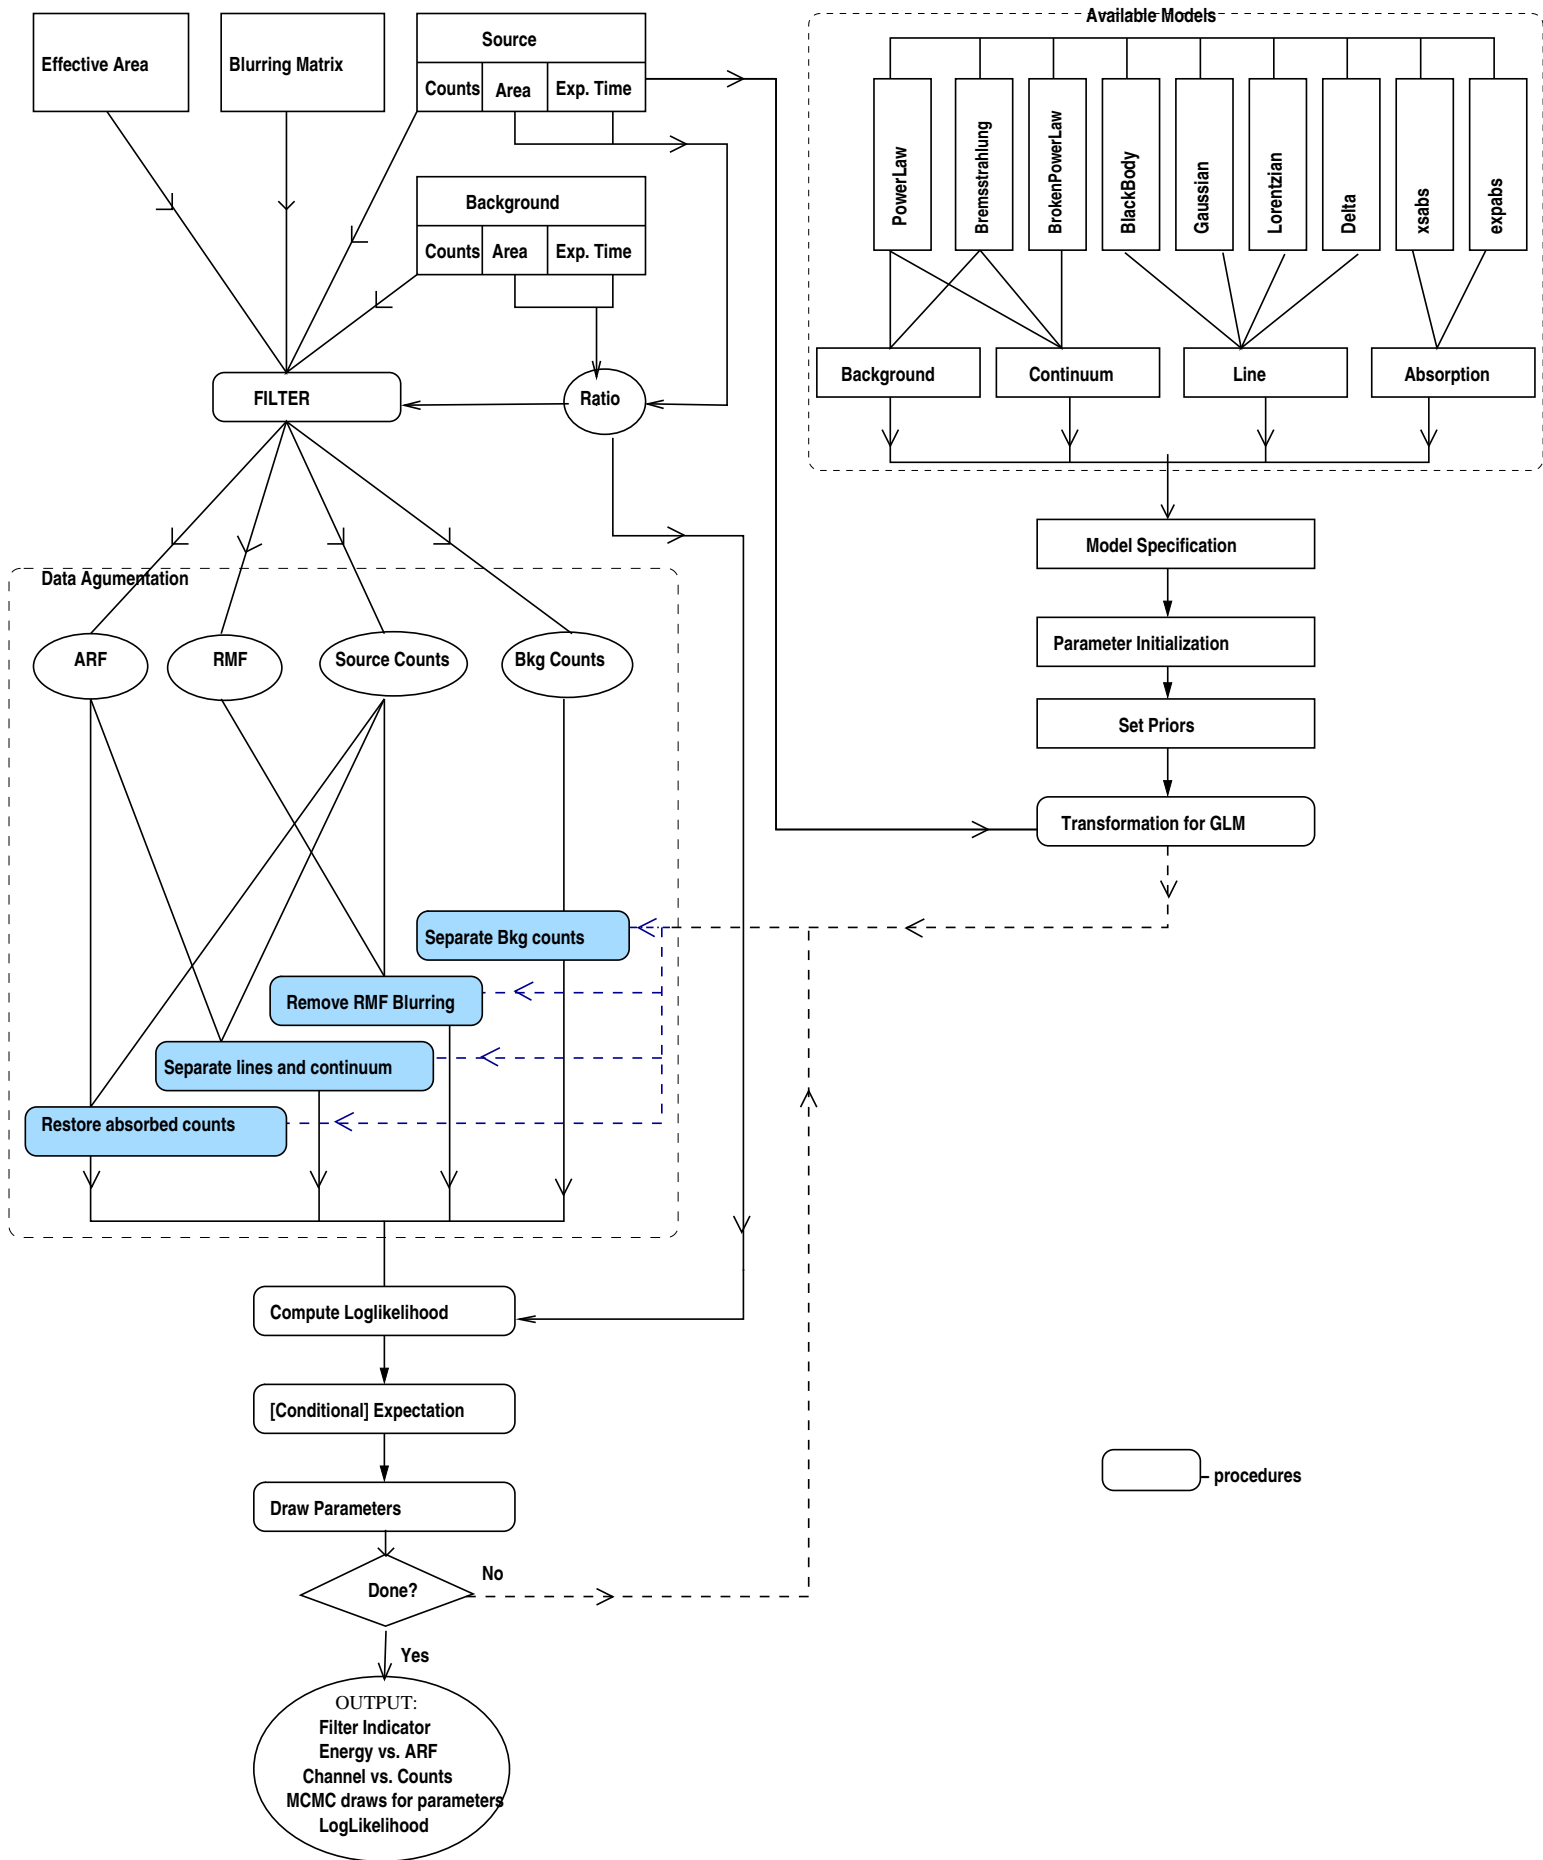 Available Models
Effective Area
Blurring Matrix
Source
Counts
Area
Exp. Time
Background
Counts
Area
Exp. Time
PowerLaw
Bremsstrahlung
BrokenPowerLaw
BlackBody
Gaussian
Lorentzian
Delta
xsabs
expabs
Background
Continuum
Line
Absorption
FILTER
Ratio
Model Specification
Parameter Initialization
Set Priors
Transformation for GLM
Data Agumentation
ARF
RMF
Source Counts
Bkg Counts
Separate Bkg counts
Remove RMF Blurring
Separate lines and continuum
Restore absorbed counts
Compute Loglikelihood
[Conditional] Expectation
Draw Parameters
Done?
No
Yes
– procedures
OUTPUT:
Filter Indicator
Energy vs. ARF
Channel vs. Counts
MCMC draws for parameters
LogLikelihood